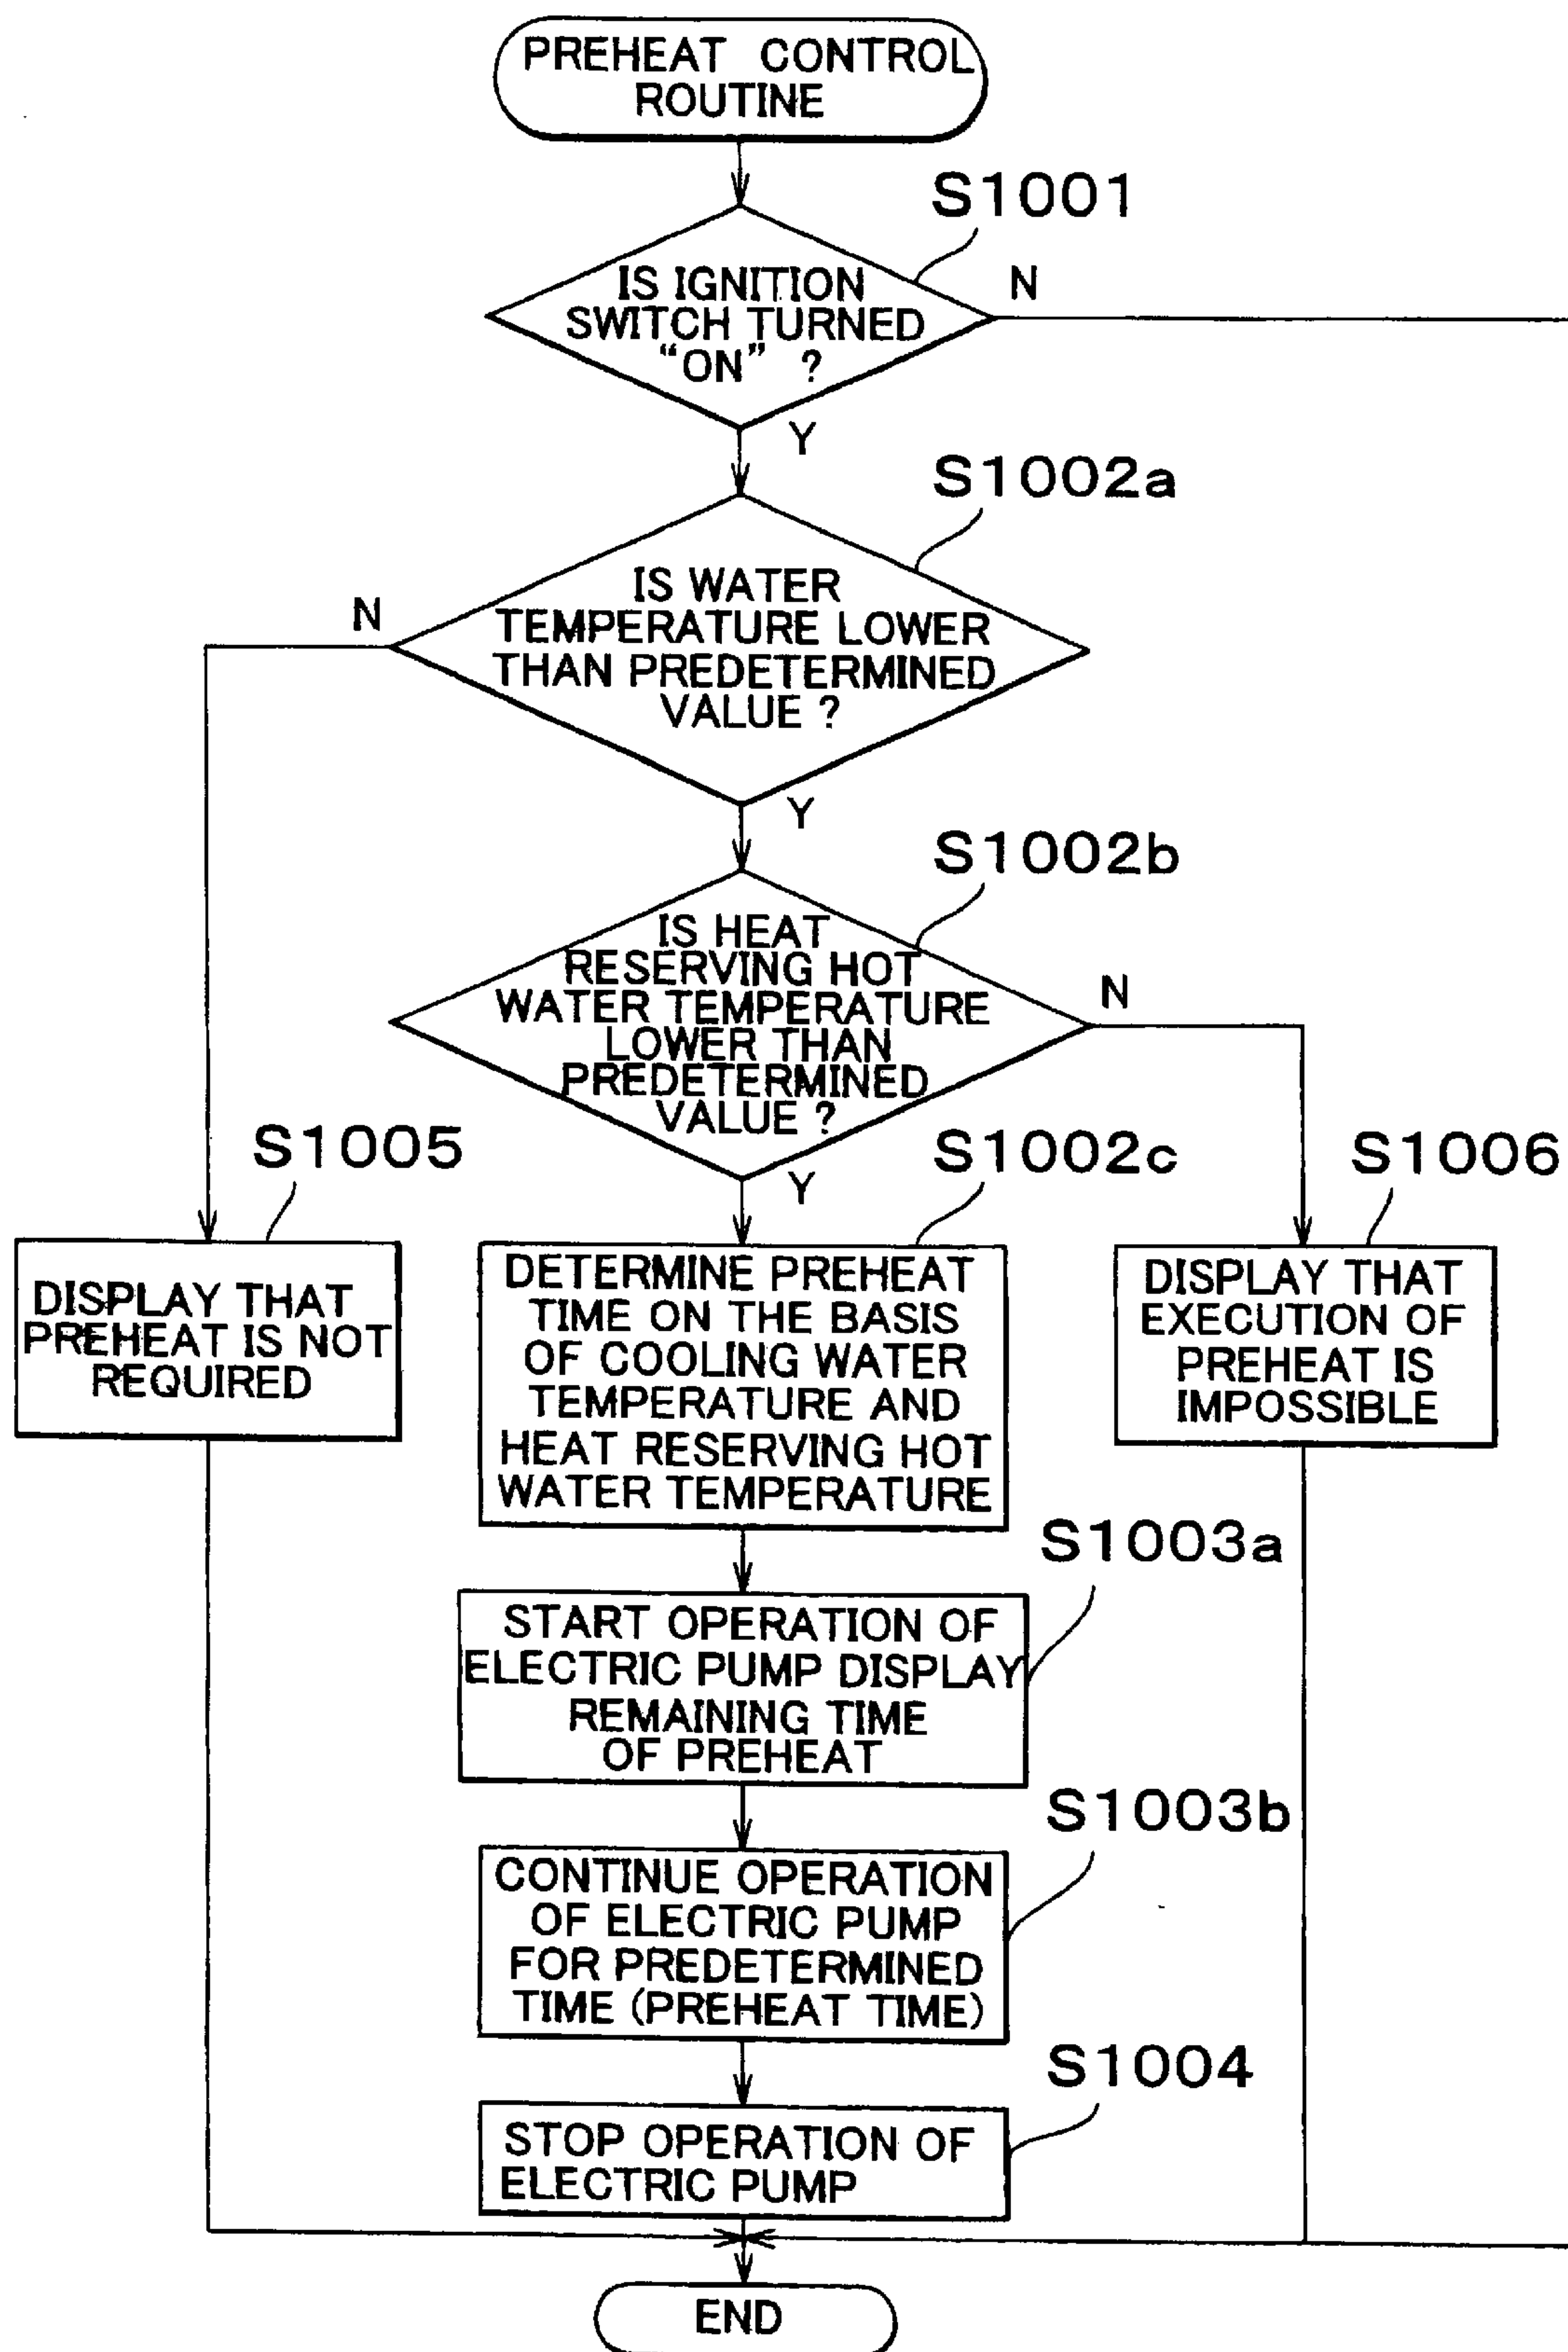 PREHEAT CONTROL
ROUTINE
S1001
IS IGNITION
SWITCH TURNED
“ON” ?
N
Y
S1002a
IS WATER
TEMPERATURE LOWER
THAN PREDETERMINED
VALUE ?
N
Y
S1002b
IS HEAT
RESERVING HOT
WATER TEMPERATURE
LOWER THAN
PREDETERMINED
VALUE ?
N
Y
S1005
DISPLAY THAT
PREHEAT IS NOT
REQUIRED
S1002c
DETERMINE PREHEAT
TIME ON THE BASIS
OF COOLING WATER
TEMPERATURE AND
HEAT RESERVING HOT
WATER TEMPERATURE
S1006
DISPLAY THAT
EXECUTION OF
PREHEAT IS
IMPOSSIBLE
S1003a
START OPERATION OF
ELECTRIC PUMP DISPLAY
REMAINING TIME
OF PREHEAT
S1003b
CONTINUE OPERATION
OF ELECTRIC PUMP
FOR PREDETERMINED
TIME (PREHEAT TIME)
S1004
STOP OPERATION OF
ELECTRIC PUMP
END